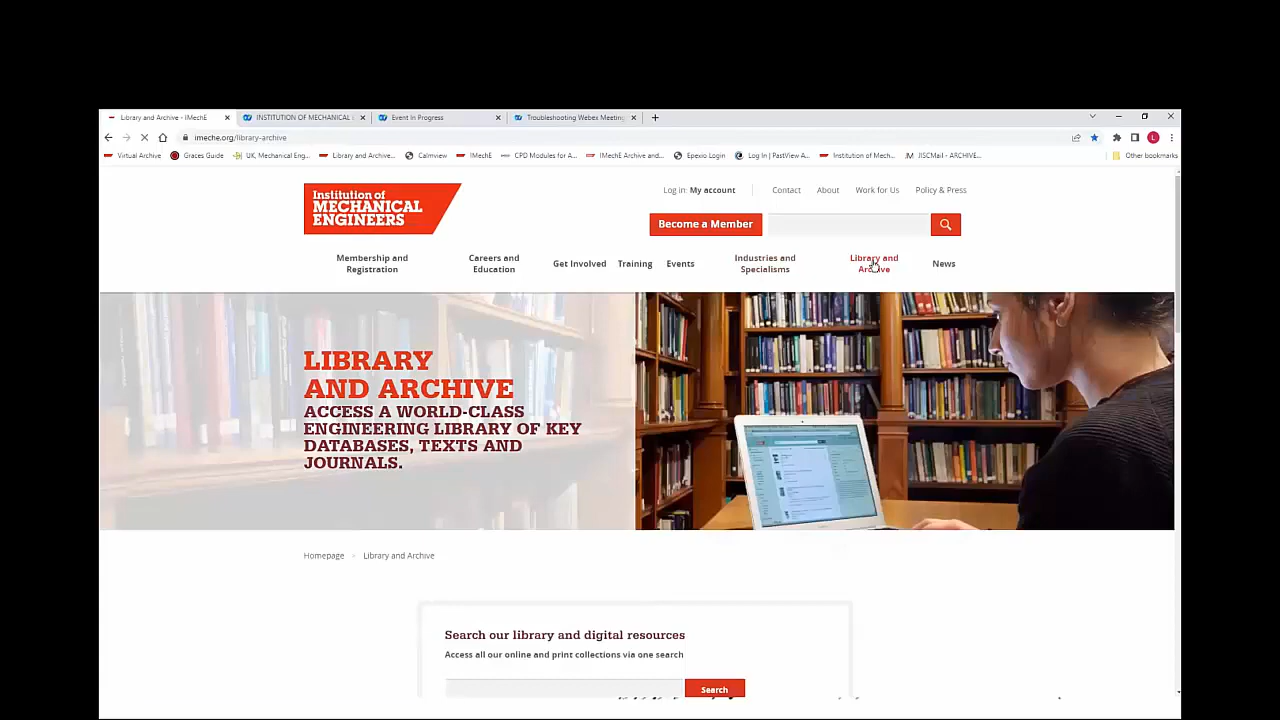 Library and Archive - IMechE
INSTITUTION OF MECHANICAL
Event In Progress
Troubleshooting Webex Meeting
imeche.org/library-archive
Virtual Archive
Graces Guide
UK, Mechanical Eng...
Library and Archive...
Calmview
IMechE
CPD Modules for A...
IMechE Archive and...
Epexio Login
Log In | PastView A...
Institution of Mech...
JISCMail - ARCHIVE...
Other bookmarks
Institution of
MECHANICAL
ENGINEERS
Log in: My account
Contact
About
Work for Us
Policy & Press
Become a Member
Membership and
Registration
Careers and
Education
Get Involved
Training
Events
Industries and
Specialisms
Library and
Archive
News
LIBRARY
AND ARCHIVE
ACCESS A WORLD-CLASS
ENGINEERING LIBRARY OF KEY
DATABASES, TEXTS AND
JOURNALS.
Homepage
Library and Archive
Search our library and digital resources
Access all our online and print collections via one search
Search